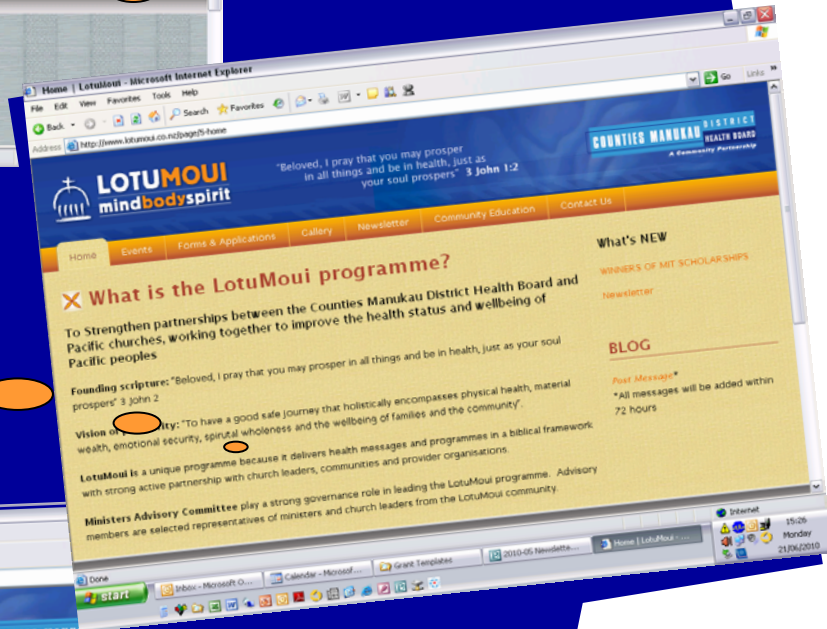 Home | LotuMoui - Microsoft Internet Explorer
File Edit View Favorites Tools Help
Back Search Favorites
Address http://www.lotumoui.co.nz/page/5-home Go Links
LOTUMOUI
mindbodyspirit
"Beloved, I pray that you may prosper
in all things and be in health, just as
your soul prospers" 3 John 1:2
COUNTIES MANUKAU DISTRICT
HEALTH BOARD
A Community Partnership
Home Events Forms & Applications Gallery Newsletter Community Education Contact Us
What is the LotuMoui programme?
To Strengthen partnerships between the Counties Manukau District Health Board and
Pacific churches, working together to improve the health status and wellbeing of
Pacific peoples
Founding scripture: "Beloved, I pray that you may prosper in all things and be in health, just as your soul
prospers" 3 John 2
Vision of ity: "To have a good safe journey that holistically encompasses physical health, material
wealth, emotional security, spirutal wholeness and the wellbeing of families and the community".
LotuMoui is a unique programme because it delivers health messages and programmes in a biblical framework
with strong active partnership with church leaders, communities and provider organisations.
Ministers Advisory Committee play a strong governance role in leading the LotuMoui programme. Advisory
members are selected representatives of ministers and church leaders from the LotuMoui community.
What's NEW
WINNERS OF MIT SCHOLARSHIPS
Newsletter
BLOG
Post Message*
*All messages will be added within
72 hours
Done Internet
start Inbox - Microsoft O... Calendar - Microsof... Grant Templates 2010-05 Newslette... Home | LotuMoui - ...
15:26
Monday
21/06/2010